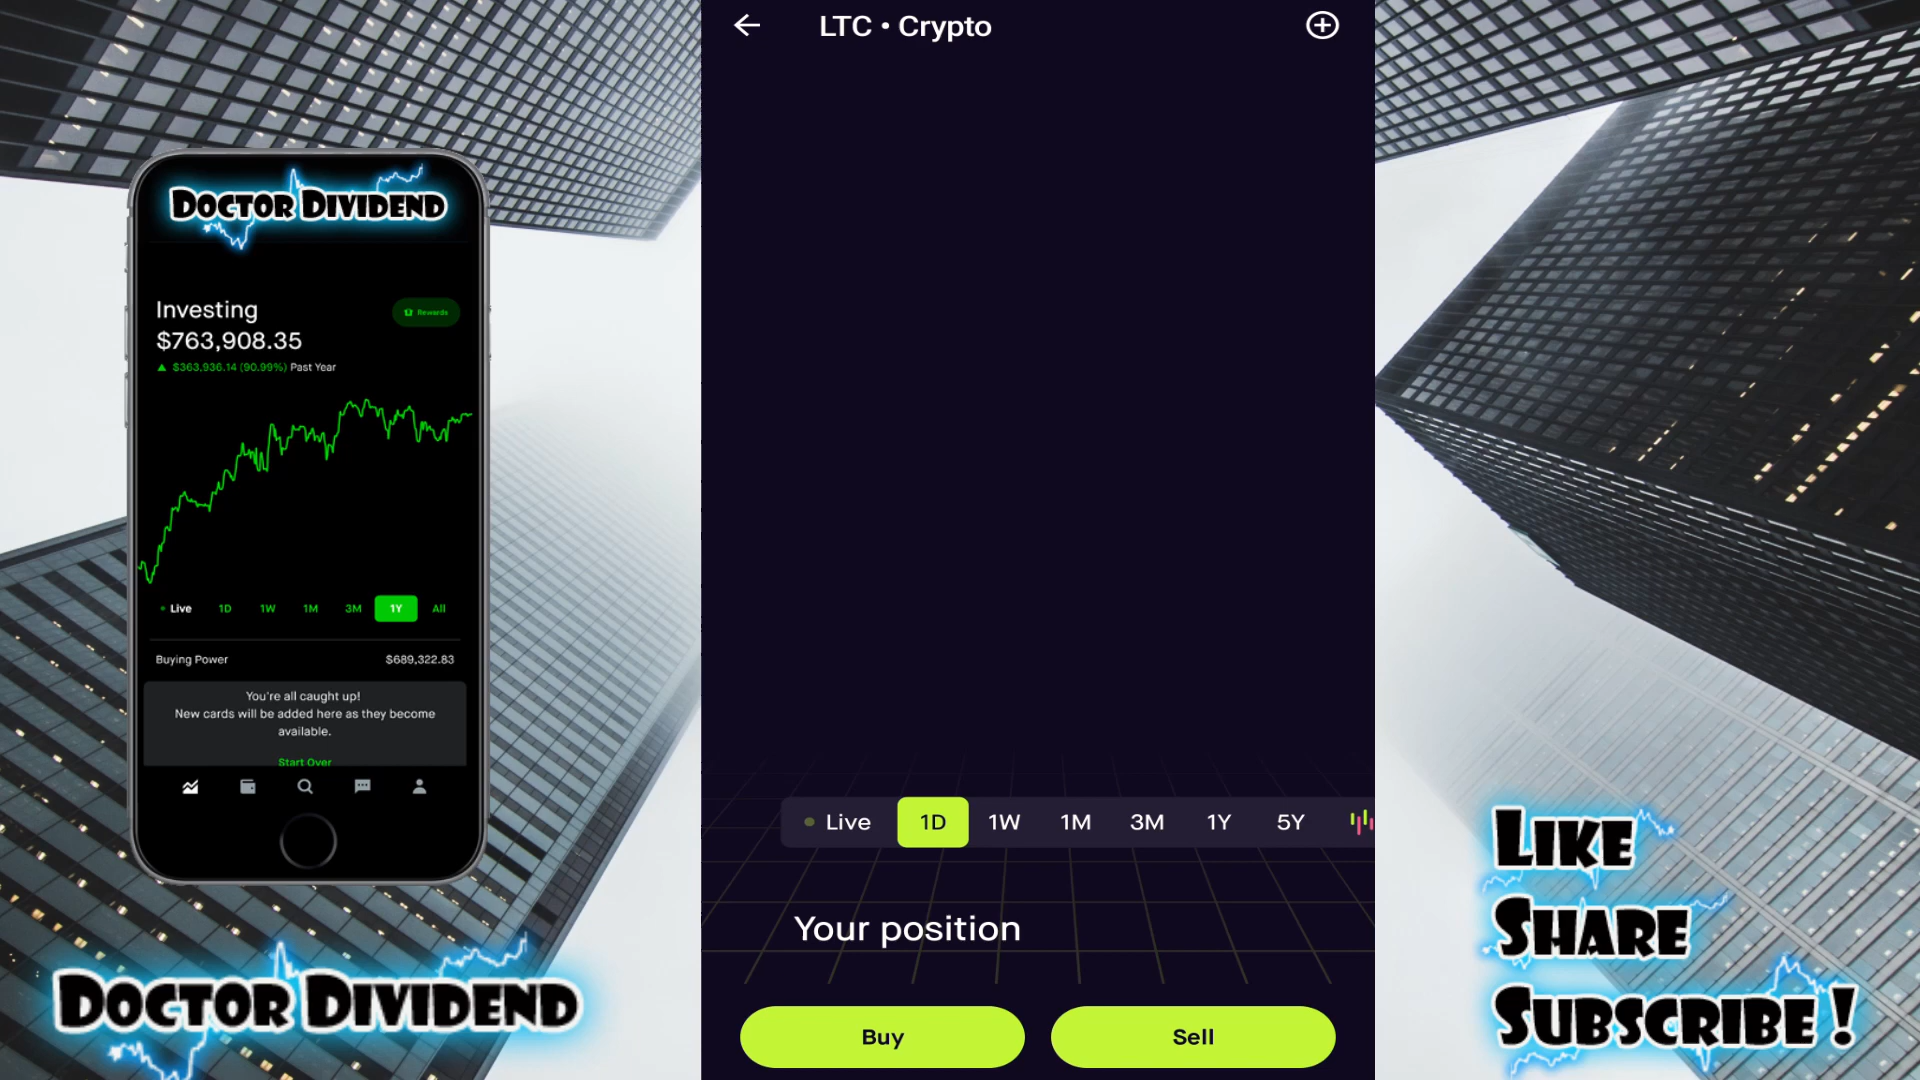 DOCTOR DIVIDEND
Investing
$763,908.35
Rewards
▲ $363,936.14 (90.99%) Past Year
Live 1D 1W 1M 3M 1Y All
Buying Power $689,322.83
You're all caught up!
New cards will be added here as they become
available.
Start Over
DOCTOR DIVIDEND
LTC • Crypto
Live 1D 1W 1M 3M 1Y 5Y
Your position
Buy Sell
LIKE
SHARE
SUBSCRIBE !